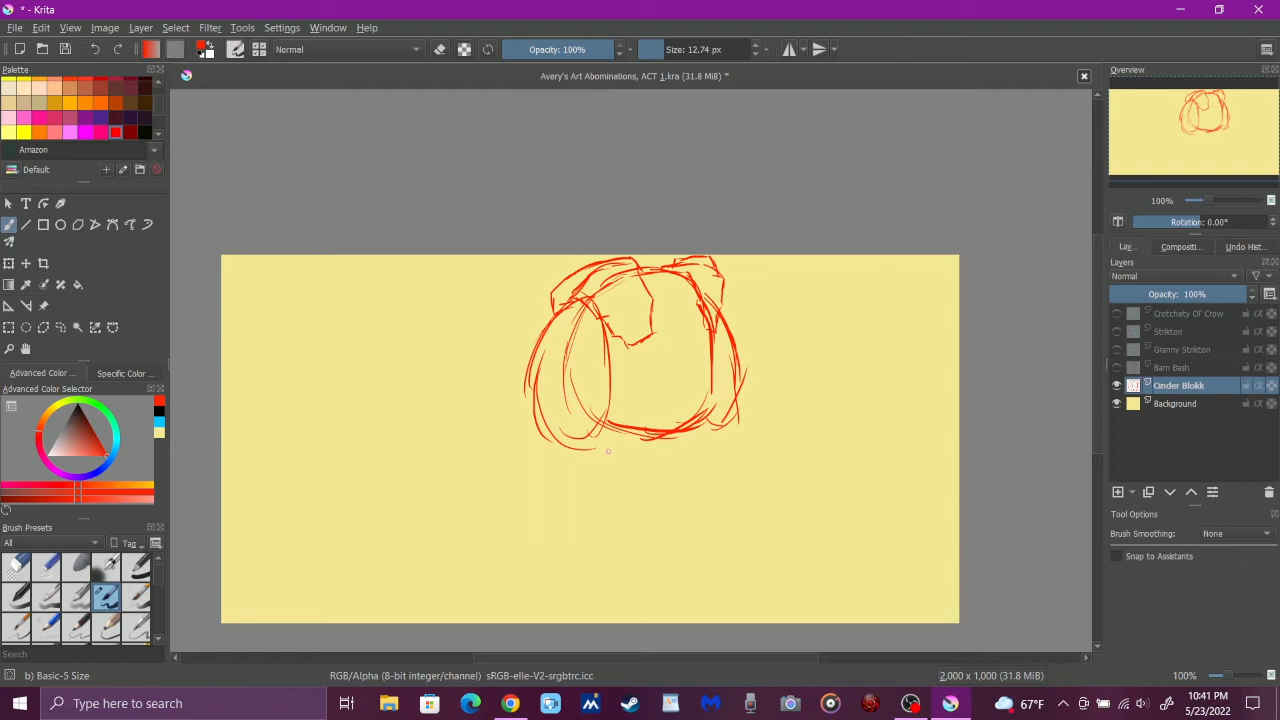 * - Krita
File Edit View Image Layer Select Filter Tools Settings Window Help
Normal Opacity: 100% Size: 12.74 px
Palette
Avery's Art Abominations, ACT 1.kra (31.8 MiB) *
Overview
Amazon
Default
100%
Rotation: 0.00°
Lay... Compositi... Undo Hist...
Layers
Normal
Opacity: 100%
Crotchety Ol' Crow
Strikton
Granny Strikton
Barn Bash
Cinder Blokk
Background
Advanced Color ... Specific Color ...
Advanced Color Selector
Tool Options
Brush Smoothing: None
Snap to Assistants
Brush Presets
All Tag
Search
b) Basic-5 Size RGB/Alpha (8-bit integer/channel) sRGB-elle-V2-srgbtrc.icc 2,000 x 1,000 (31.8 MiB) 100%
Type here to search 67°F 10:41 PM
5/23/2022